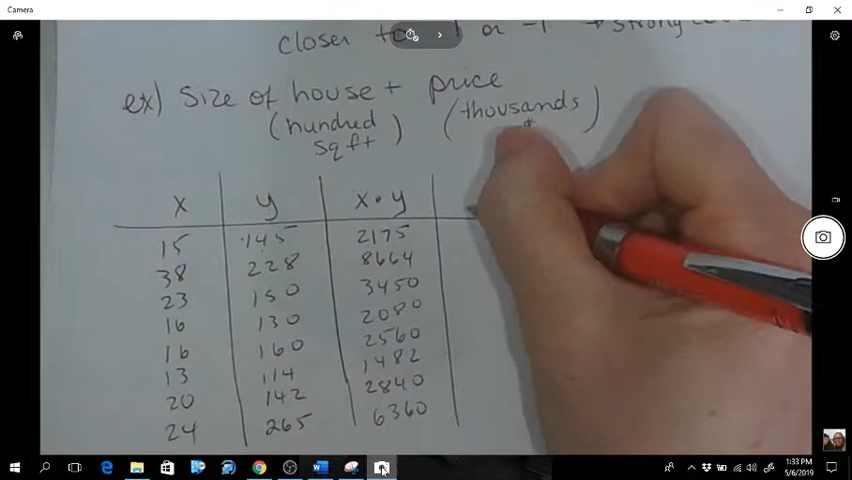 Camera
closer to 1 or -1 → strong
ex) Size of house + price
(hundred sqft) (thousands $)
x y x·y
15 145 2175
38 228 8664
23 150 3450
16 130 2080
16 160 2560
13 114 1482
20 142 2840
24 265 6360
1:33 PM
5/6/2019